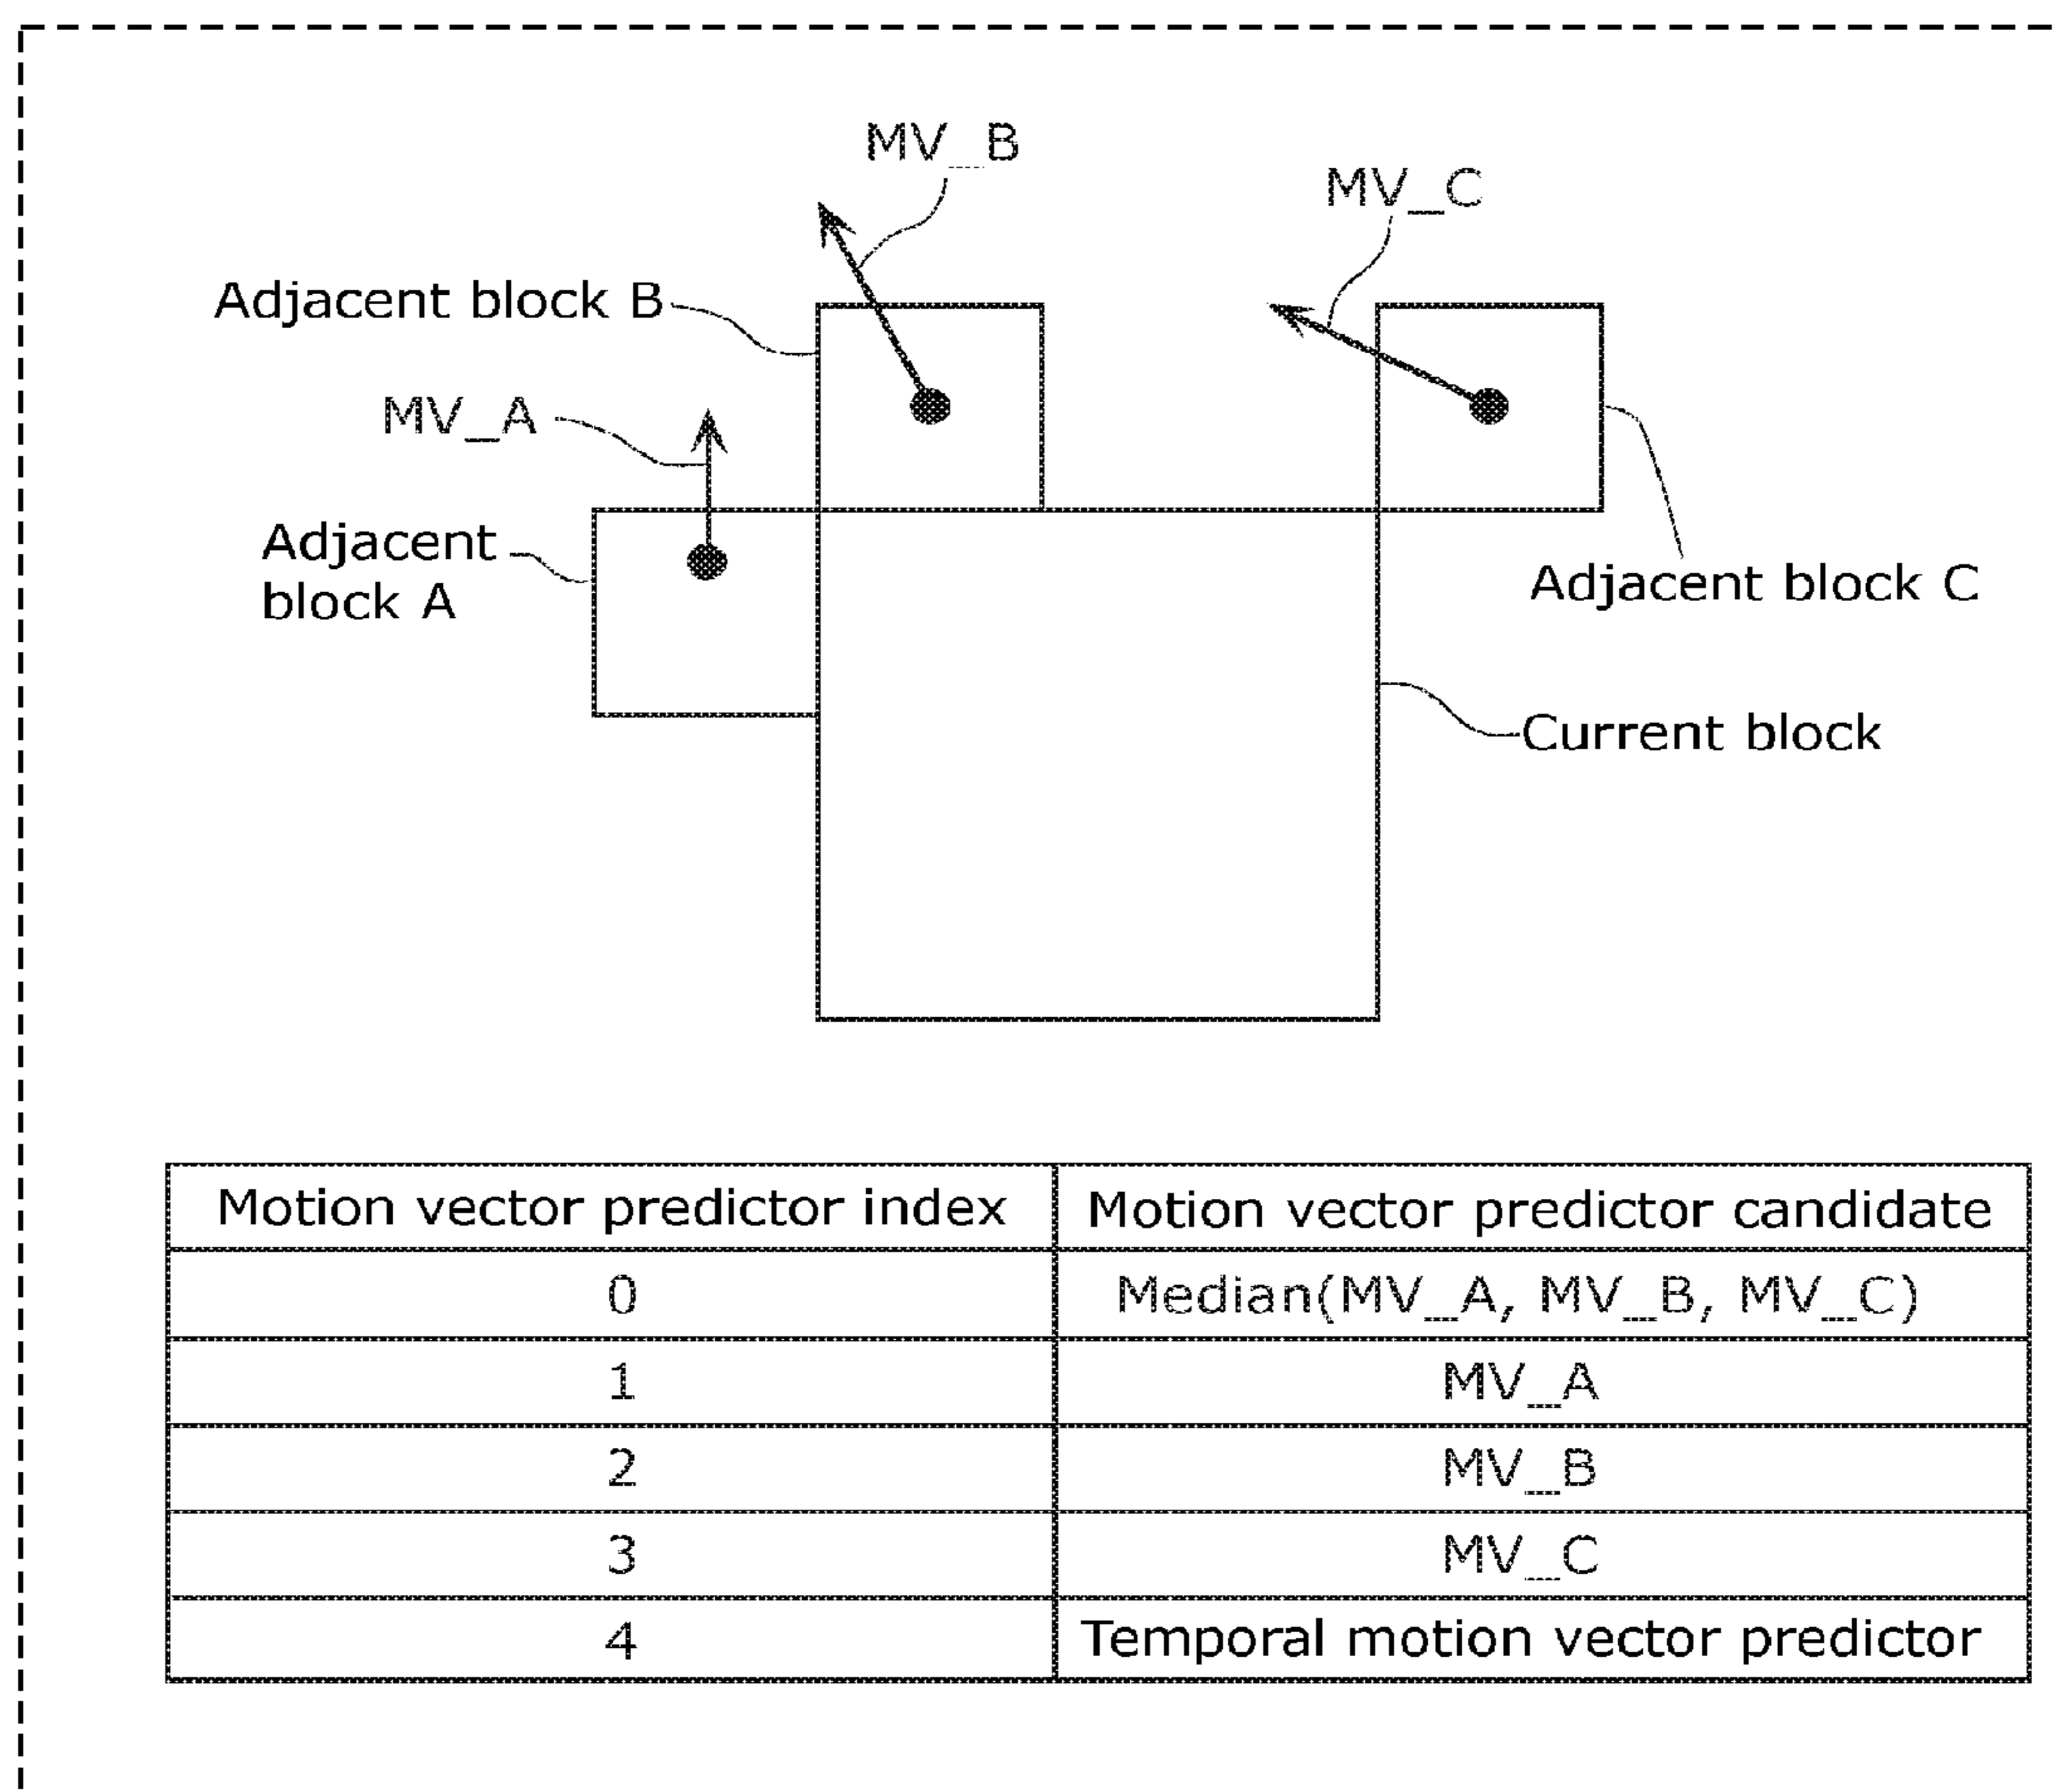 MV_B
MV_C
Adjacent block B
MV_A
Adjacent
block A
Adjacent block C
Current block
Motion vector predictor index
Motion vector predictor candidate
0
Median(MV_A, MV_B, MV_C)
1
MV_A
2
MV_B
3
MV_C
4
Temporal motion vector predictor